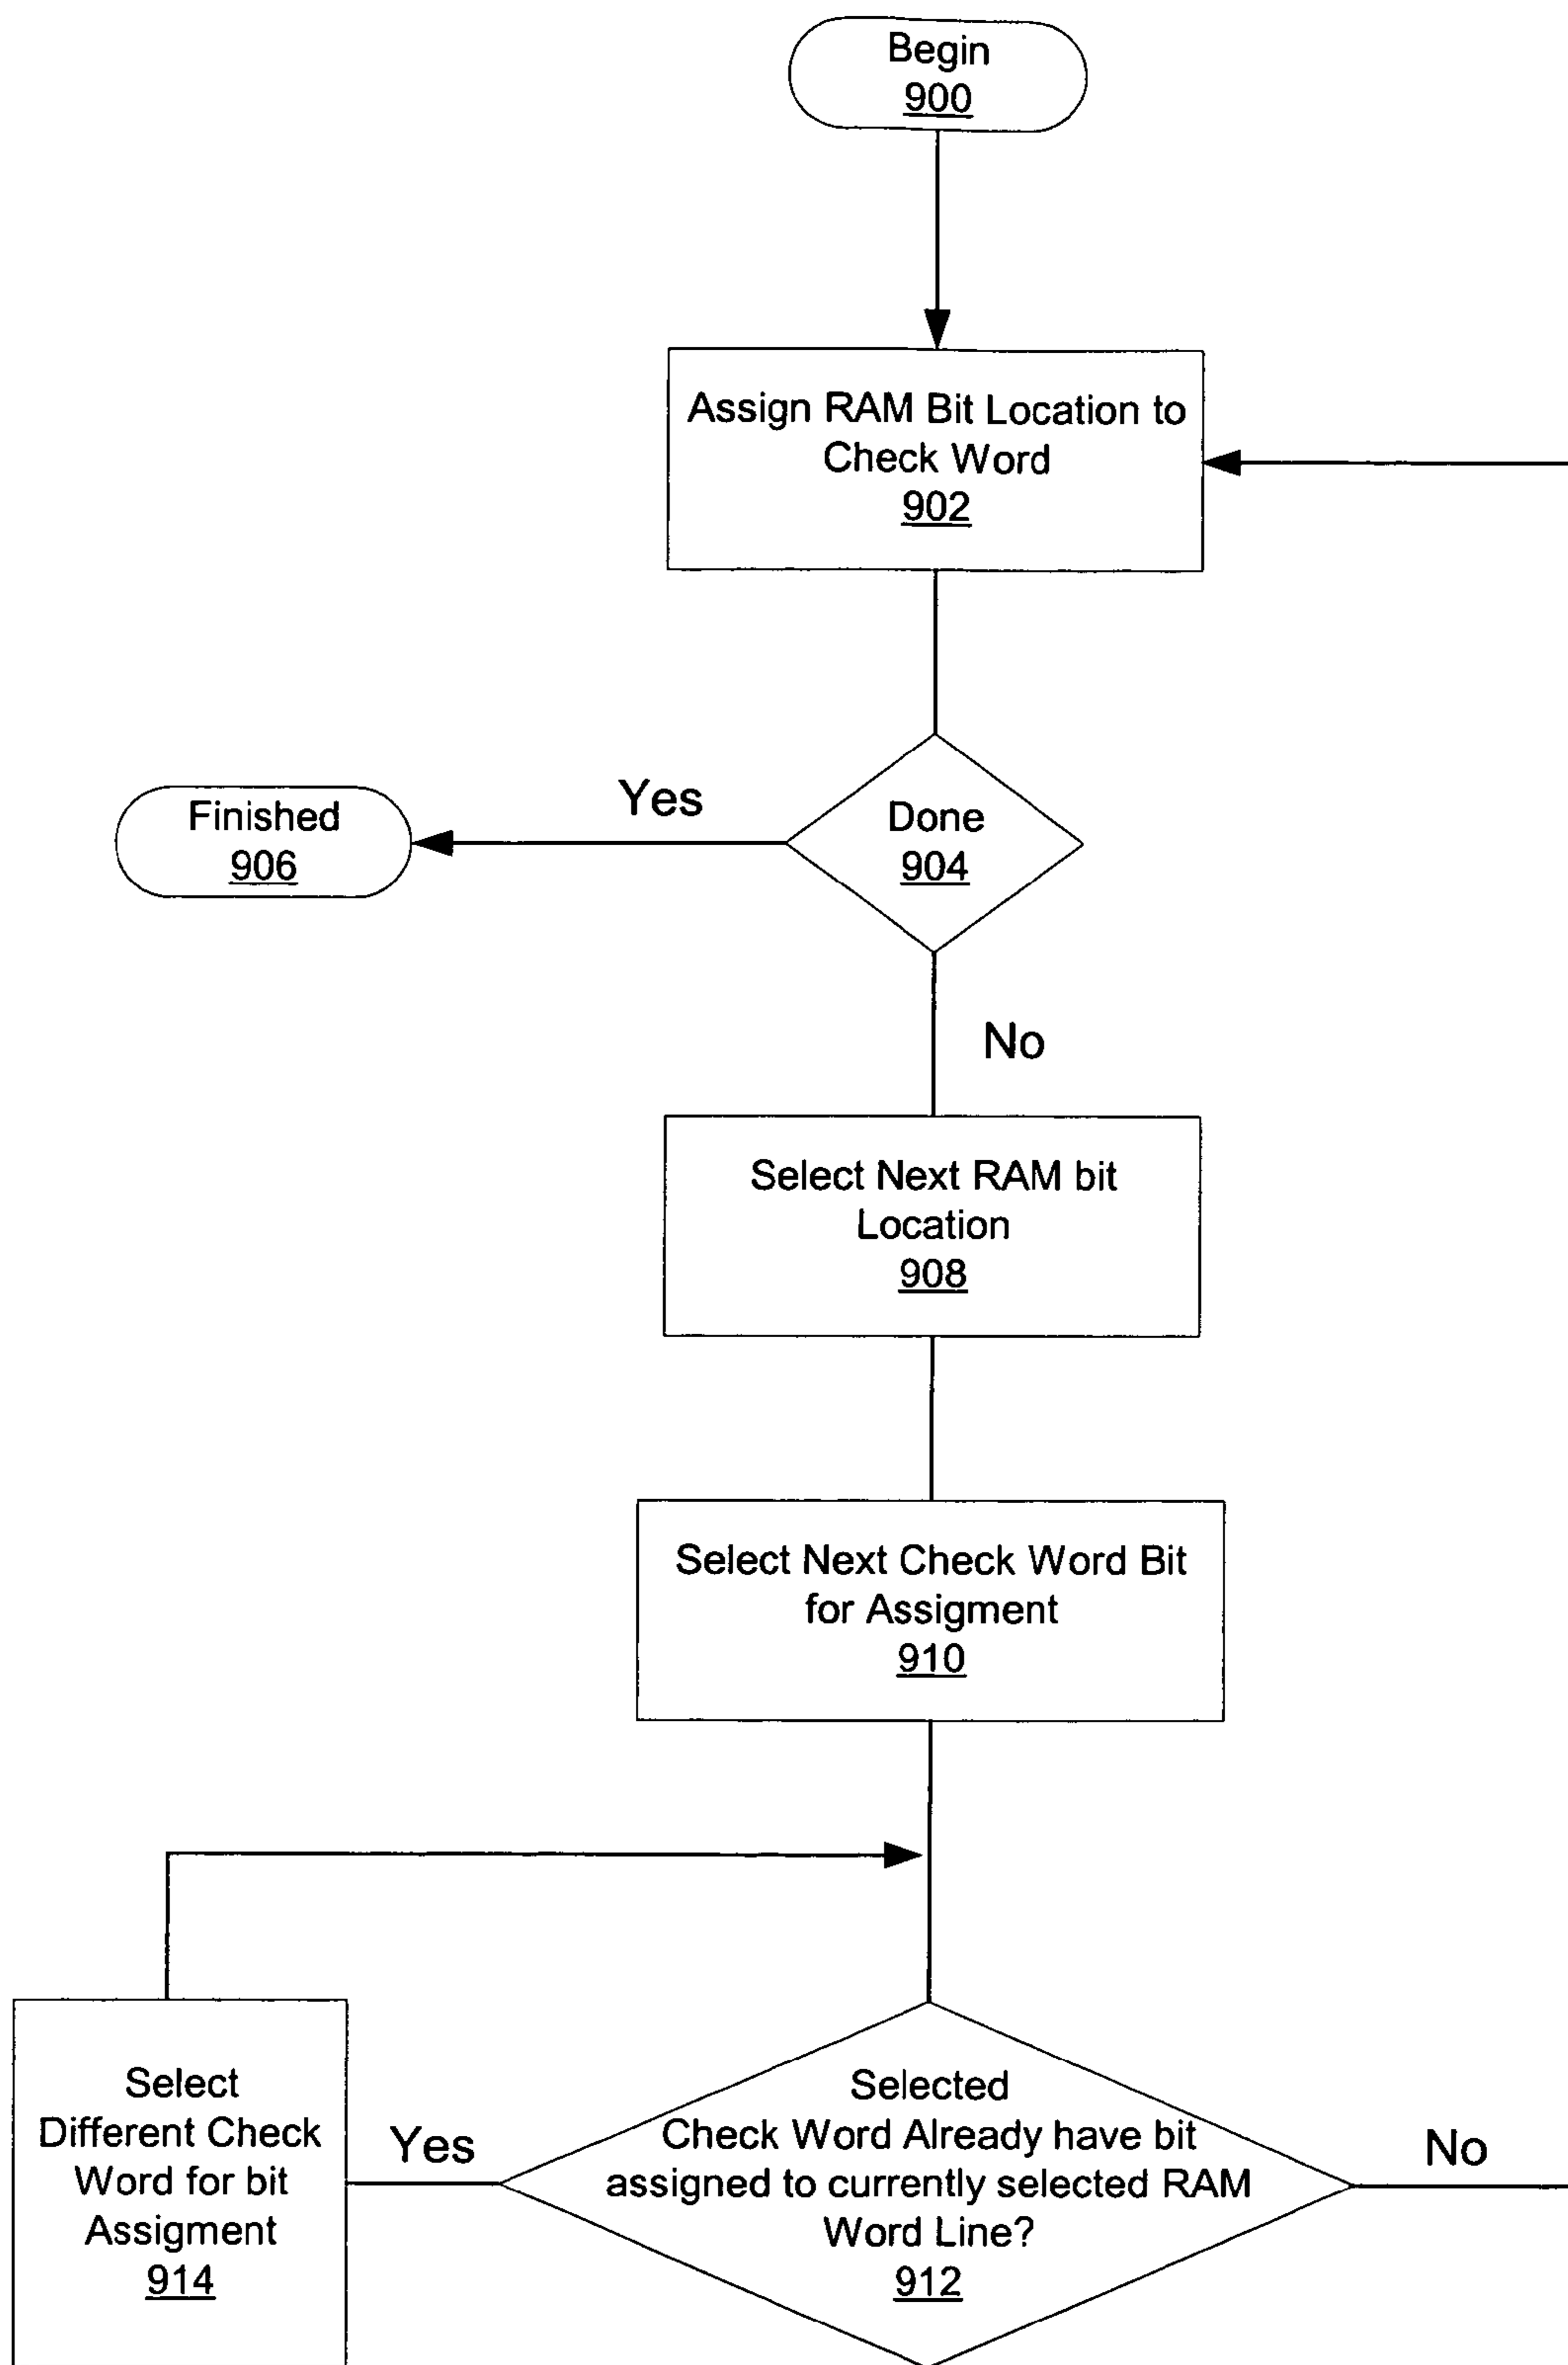 Begin
900
Assign RAM Bit Location to
Check Word
902
Yes
Finished
906
Done
904
No
Select Next RAM bit
Location
908
Select Next Check Word Bit
for Assigment
910
Select
Different Check
Word for bit
Assigment
914
Yes
Selected
Check Word Already have bit
assigned to currently selected RAM
Word Line?
912
No